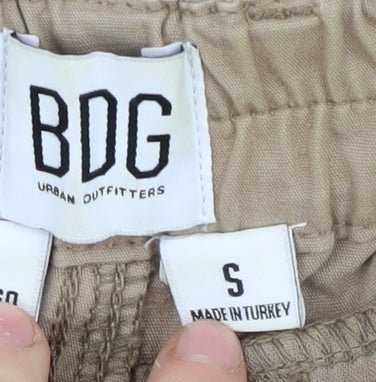 BDG
URBAN OUTFITTERS
S
MADE IN TURKEY